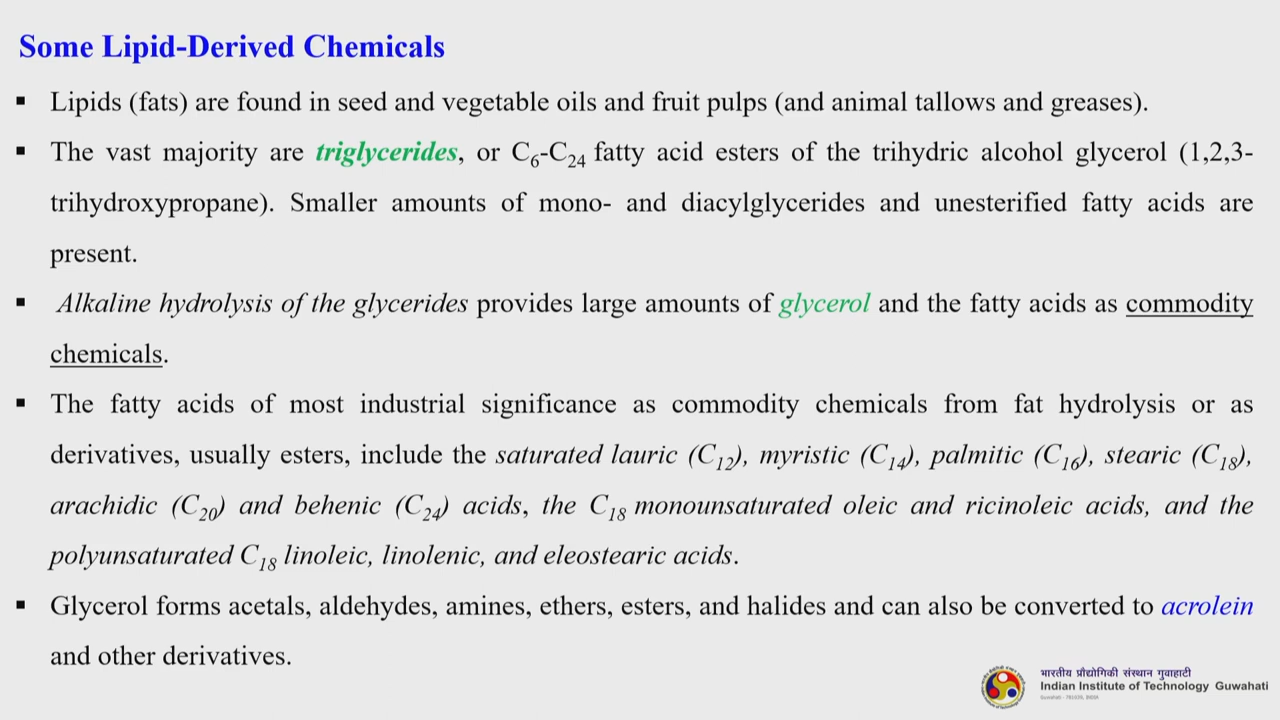 Some Lipid-Derived Chemicals
▪ Lipids (fats) are found in seed and vegetable oils and fruit pulps (and animal tallows and greases).
▪ The vast majority are triglycerides, or C6-C24 fatty acid esters of the trihydric alcohol glycerol (1,2,3-
trihydroxypropane). Smaller amounts of mono- and diacylglycerides and unesterified fatty acids are
present.
▪ Alkaline hydrolysis of the glycerides provides large amounts of glycerol and the fatty acids as commodity
chemicals.
▪ The fatty acids of most industrial significance as commodity chemicals from fat hydrolysis or as
derivatives, usually esters, include the saturated lauric (C12), myristic (C14), palmitic (C16), stearic (C18),
arachidic (C20) and behenic (C24) acids, the C18 monounsaturated oleic and ricinoleic acids, and the
polyunsaturated C18 linoleic, linolenic, and eleostearic acids.
▪ Glycerol forms acetals, aldehydes, amines, ethers, esters, and halides and can also be converted to acrolein
and other derivatives.
भारतीय प्रौद्योगिकी संस्थान गुवाहाटी
Indian Institute of Technology Guwahati
Guwahati - 781039, INDIA